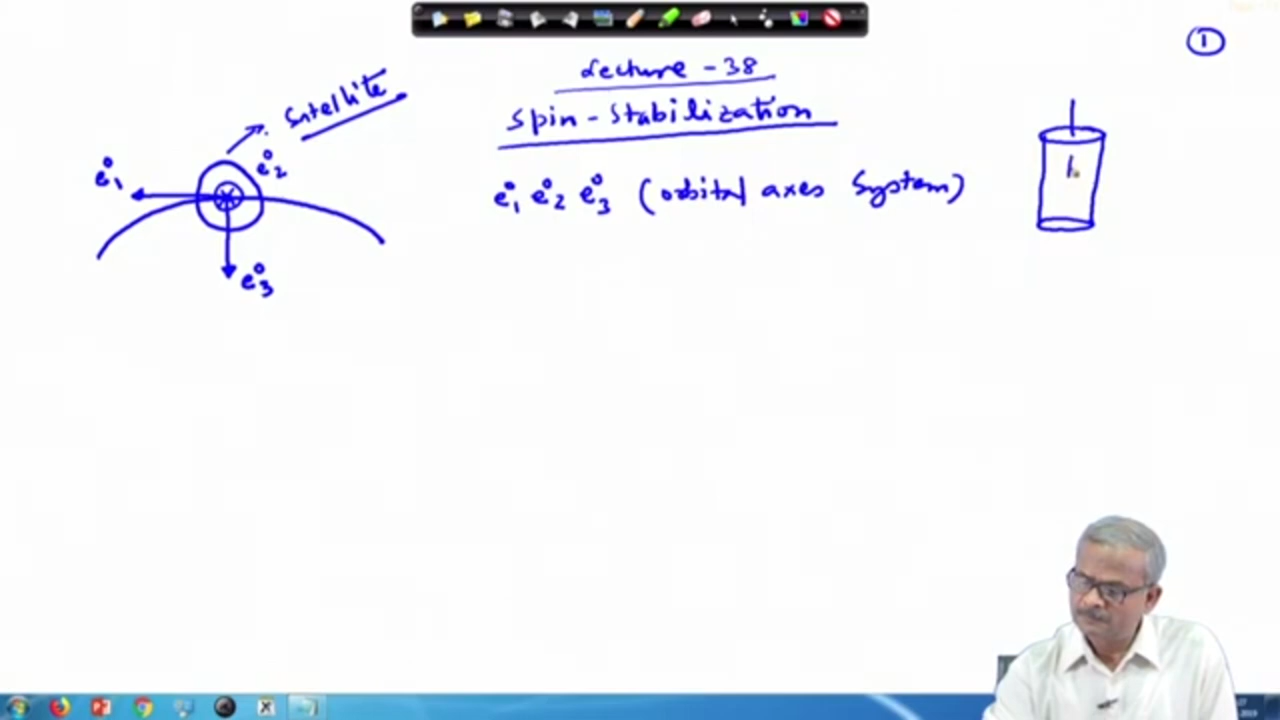 ①
Lecture - 38
Spin - Stabilization
Satellite
e°₁
e°₂
e°₃
e°₁ e°₂ e°₃ (orbital axes system)